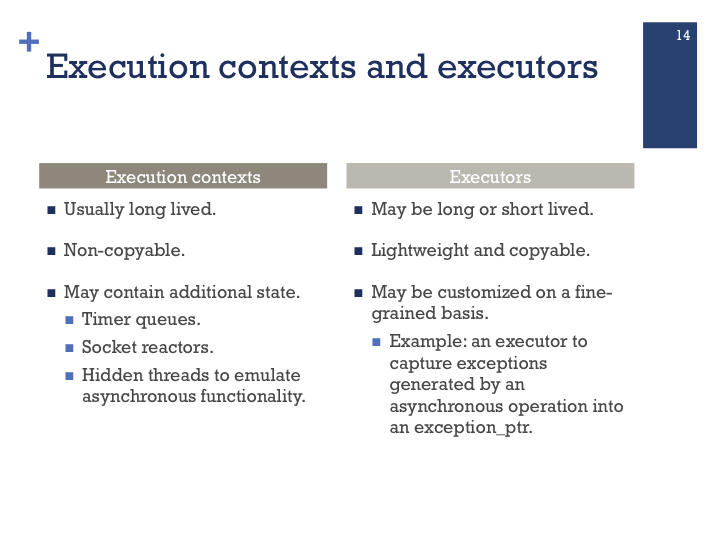 14
+
Execution contexts and executors
Execution contexts
■ Usually long lived.
■ Non-copyable.
■ May contain additional state.
■ Timer queues.
■ Socket reactors.
■ Hidden threads to emulate
asynchronous functionality.
Executors
■ May be long or short lived.
■ Lightweight and copyable.
■ May be customized on a fine-
grained basis.
■ Example: an executor to
capture exceptions
generated by an
asynchronous operation into
an exception_ptr.